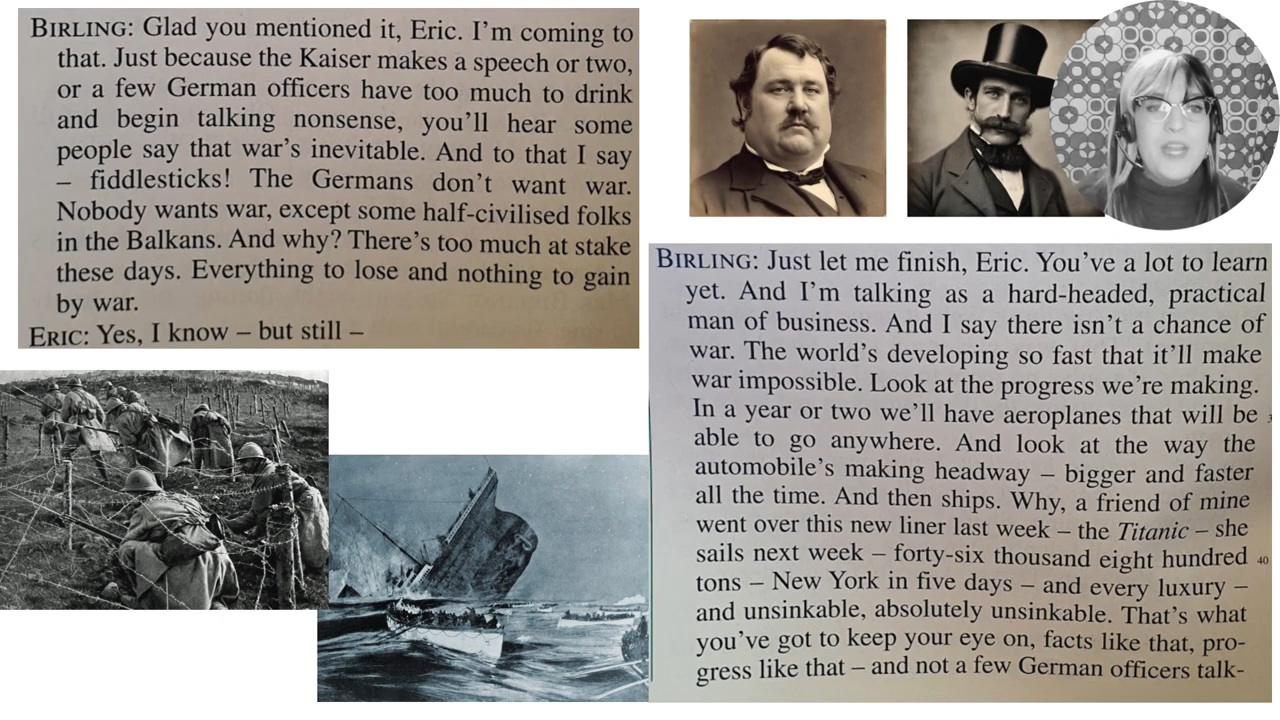 BIRLING: Glad you mentioned it, Eric. I'm coming to
that. Just because the Kaiser makes a speech or two,
or a few German officers have too much to drink
and begin talking nonsense, you'll hear some
people say that war's inevitable. And to that I say
– fiddlesticks! The Germans don't want war.
Nobody wants war, except some half-civilised folks
in the Balkans. And why? There's too much at stake
these days. Everything to lose and nothing to gain
by war.
ERIC: Yes, I know – but still –
BIRLING: Just let me finish, Eric. You've a lot to learn
yet. And I'm talking as a hard-headed, practical
man of business. And I say there isn't a chance of
war. The world's developing so fast that it'll make
war impossible. Look at the progress we're making.
In a year or two we'll have aeroplanes that will be
able to go anywhere. And look at the way the
automobile's making headway – bigger and faster
all the time. And then ships. Why, a friend of mine
went over this new liner last week – the Titanic – she
sails next week – forty-six thousand eight hundred 40
tons – New York in five days – and every luxury –
and unsinkable, absolutely unsinkable. That's what
you've got to keep your eye on, facts like that, pro-
gress like that – and not a few German officers talk-